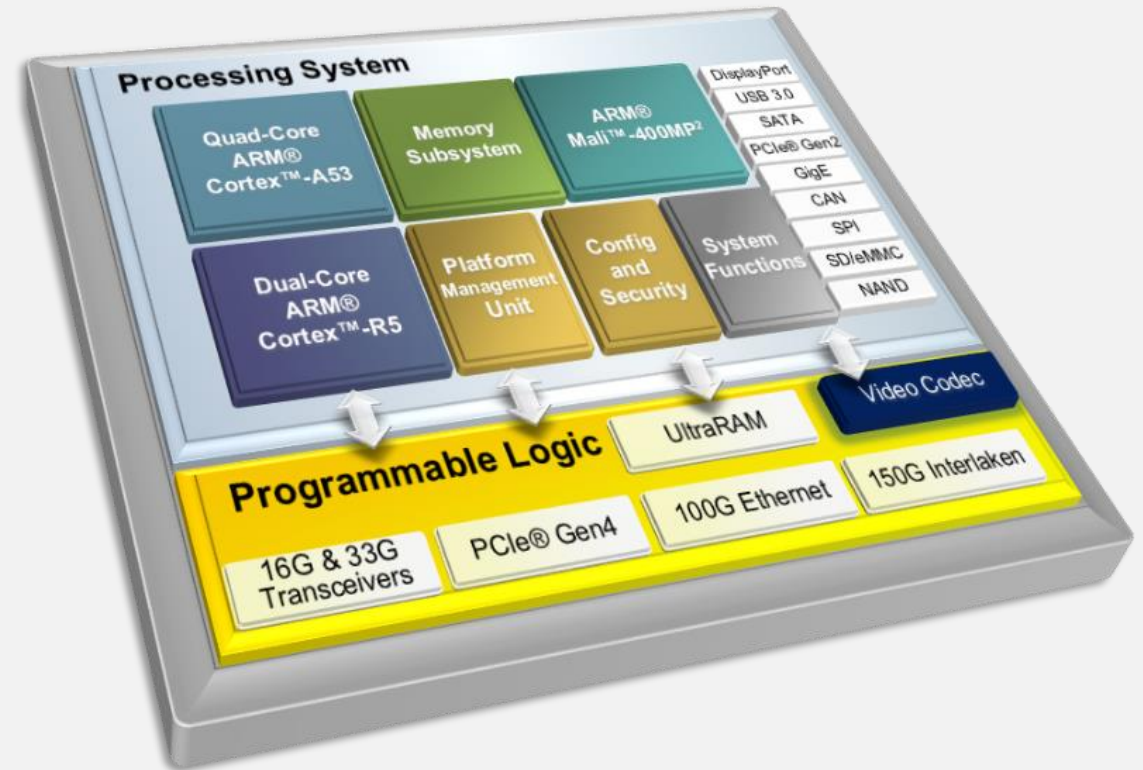 Processing System
Quad-Core
ARM®
Cortex™-A53
Memory
Subsystem
ARM®
Mali™-400MP²
DisplayPort
USB 3.0
SATA
PCIe® Gen2
GigE
CAN
SPI
SD/eMMC
NAND
Dual-Core
ARM®
Cortex™-R5
Platform
Management
Unit
Config
and
Security
System
Functions
Programmable Logic
UltraRAM
Video Codec
16G & 33G
Transceivers
PCIe® Gen4
100G Ethernet
150G Interlaken